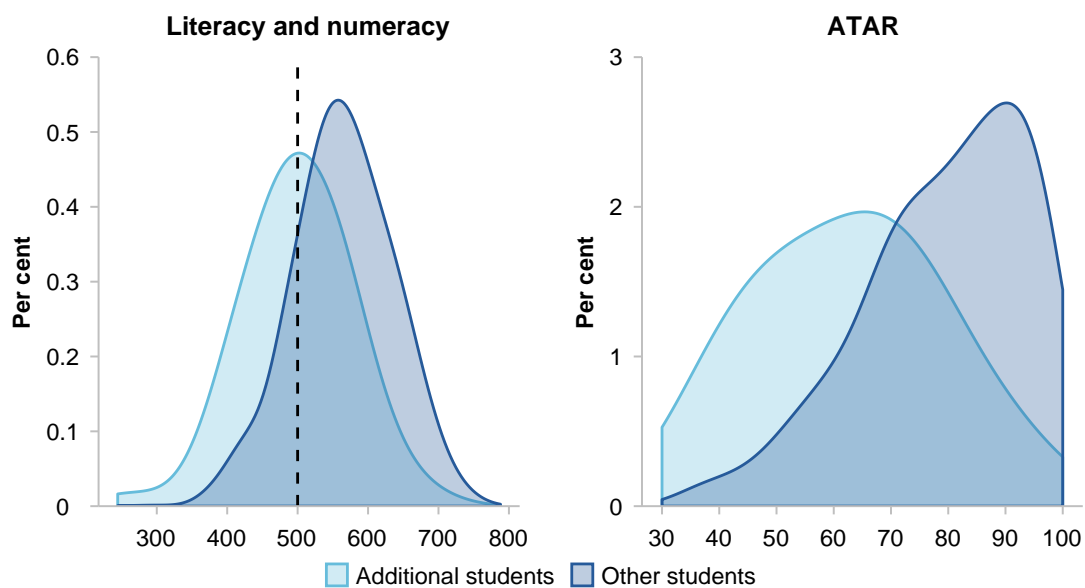 Literacy and numeracy
Per cent
0.6
0.5
0.4
0.3
0.2
0.1
0
300 400 500 600 700 800
ATAR
Per cent
3
2
1
0
30 40 50 60 70 80 90 100
Additional students Other students